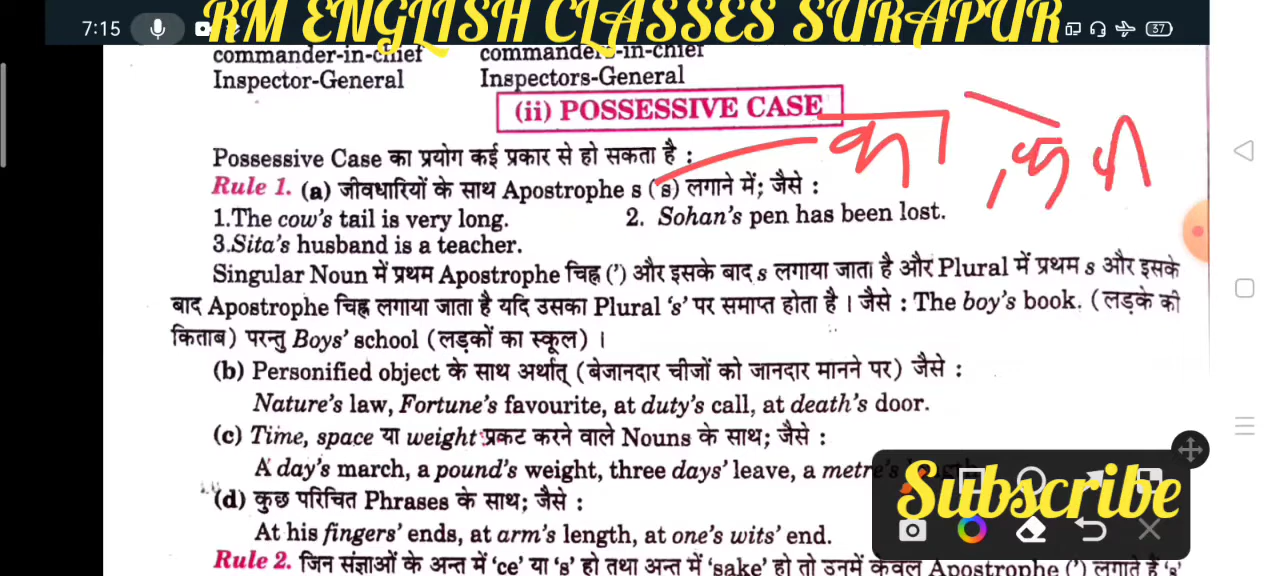 RM ENGLISH CLASSES SURAPUR
7:15
37
commander-in-chief commanders-in-chief
Inspector-General Inspectors-General
(ii) POSSESSIVE CASE
का, के की
Possessive Case का प्रयोग कई प्रकार से हो सकता है :
Rule 1. (a) जीवधारियों के साथ Apostrophe s ('s) लगाने में; जैसे :
1.The cow's tail is very long. 2. Sohan's pen has been lost.
3.Sita's husband is a teacher.
Singular Noun में प्रथम Apostrophe चिह्न (') और इसके बाद s लगाया जाता है और Plural में प्रथम s और इसके
बाद Apostrophe चिह्न लगाया जाता है यदि उसका Plural 's' पर समाप्त होता है । जैसे : The boy's book. (लड़के की
किताब) परन्तु Boys' school (लड़कों का स्कूल) ।
(b) Personified object के साथ अर्थात् (बेजानदार चीजों को जानदार मानने पर) जैसे :
Nature's law, Fortune's favourite, at duty's call, at death's door.
(c) Time, space या weight प्रकट करने वाले Nouns के साथ; जैसे :
A day's march, a pound's weight, three days' leave, a metre's
Subscribe
(d) कुछ परिचित Phrases के साथ; जैसे :
At his fingers' ends, at arm's length, at one's wits' end.
Rule 2. जिन संज्ञाओं के अन्त में 'ce' या 's' हो तथा अन्त में 'sake' हो तो उनमें केवल Apostrophe (') लगाते हैं 's'